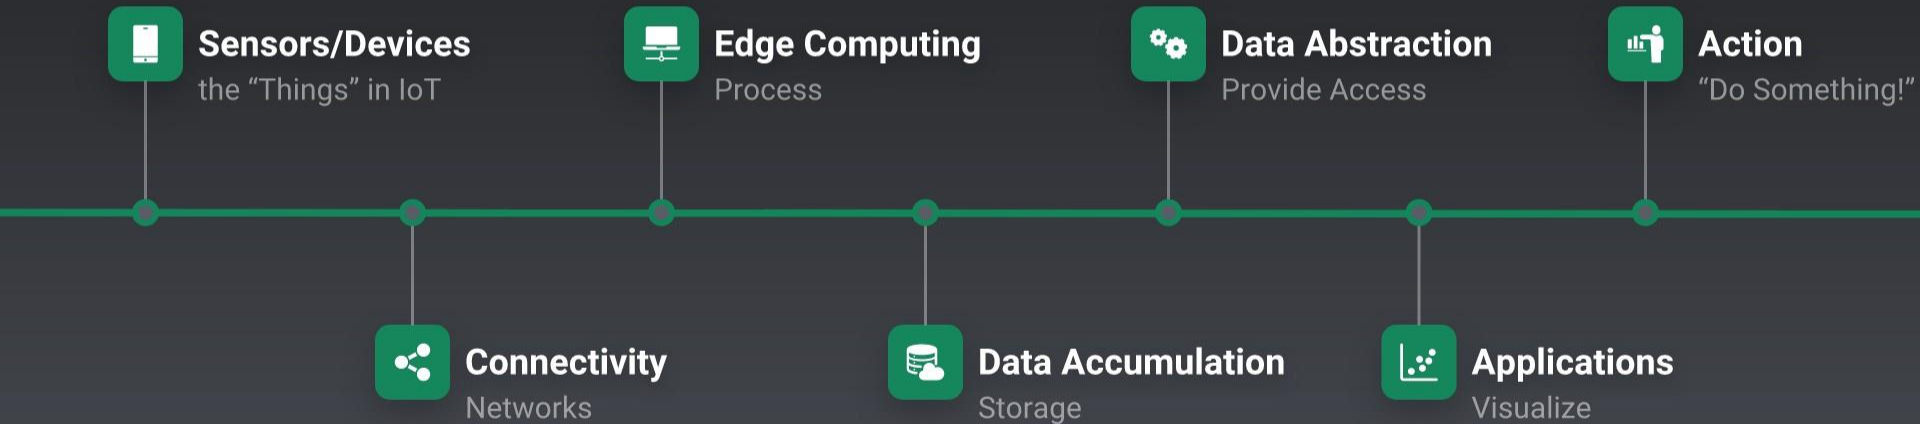 Sensors/Devices
the “Things” in IoT
Connectivity
Networks
Edge Computing
Process
Data Accumulation
Storage
Data Abstraction
Provide Access
Applications
Visualize
Action
“Do Something!”